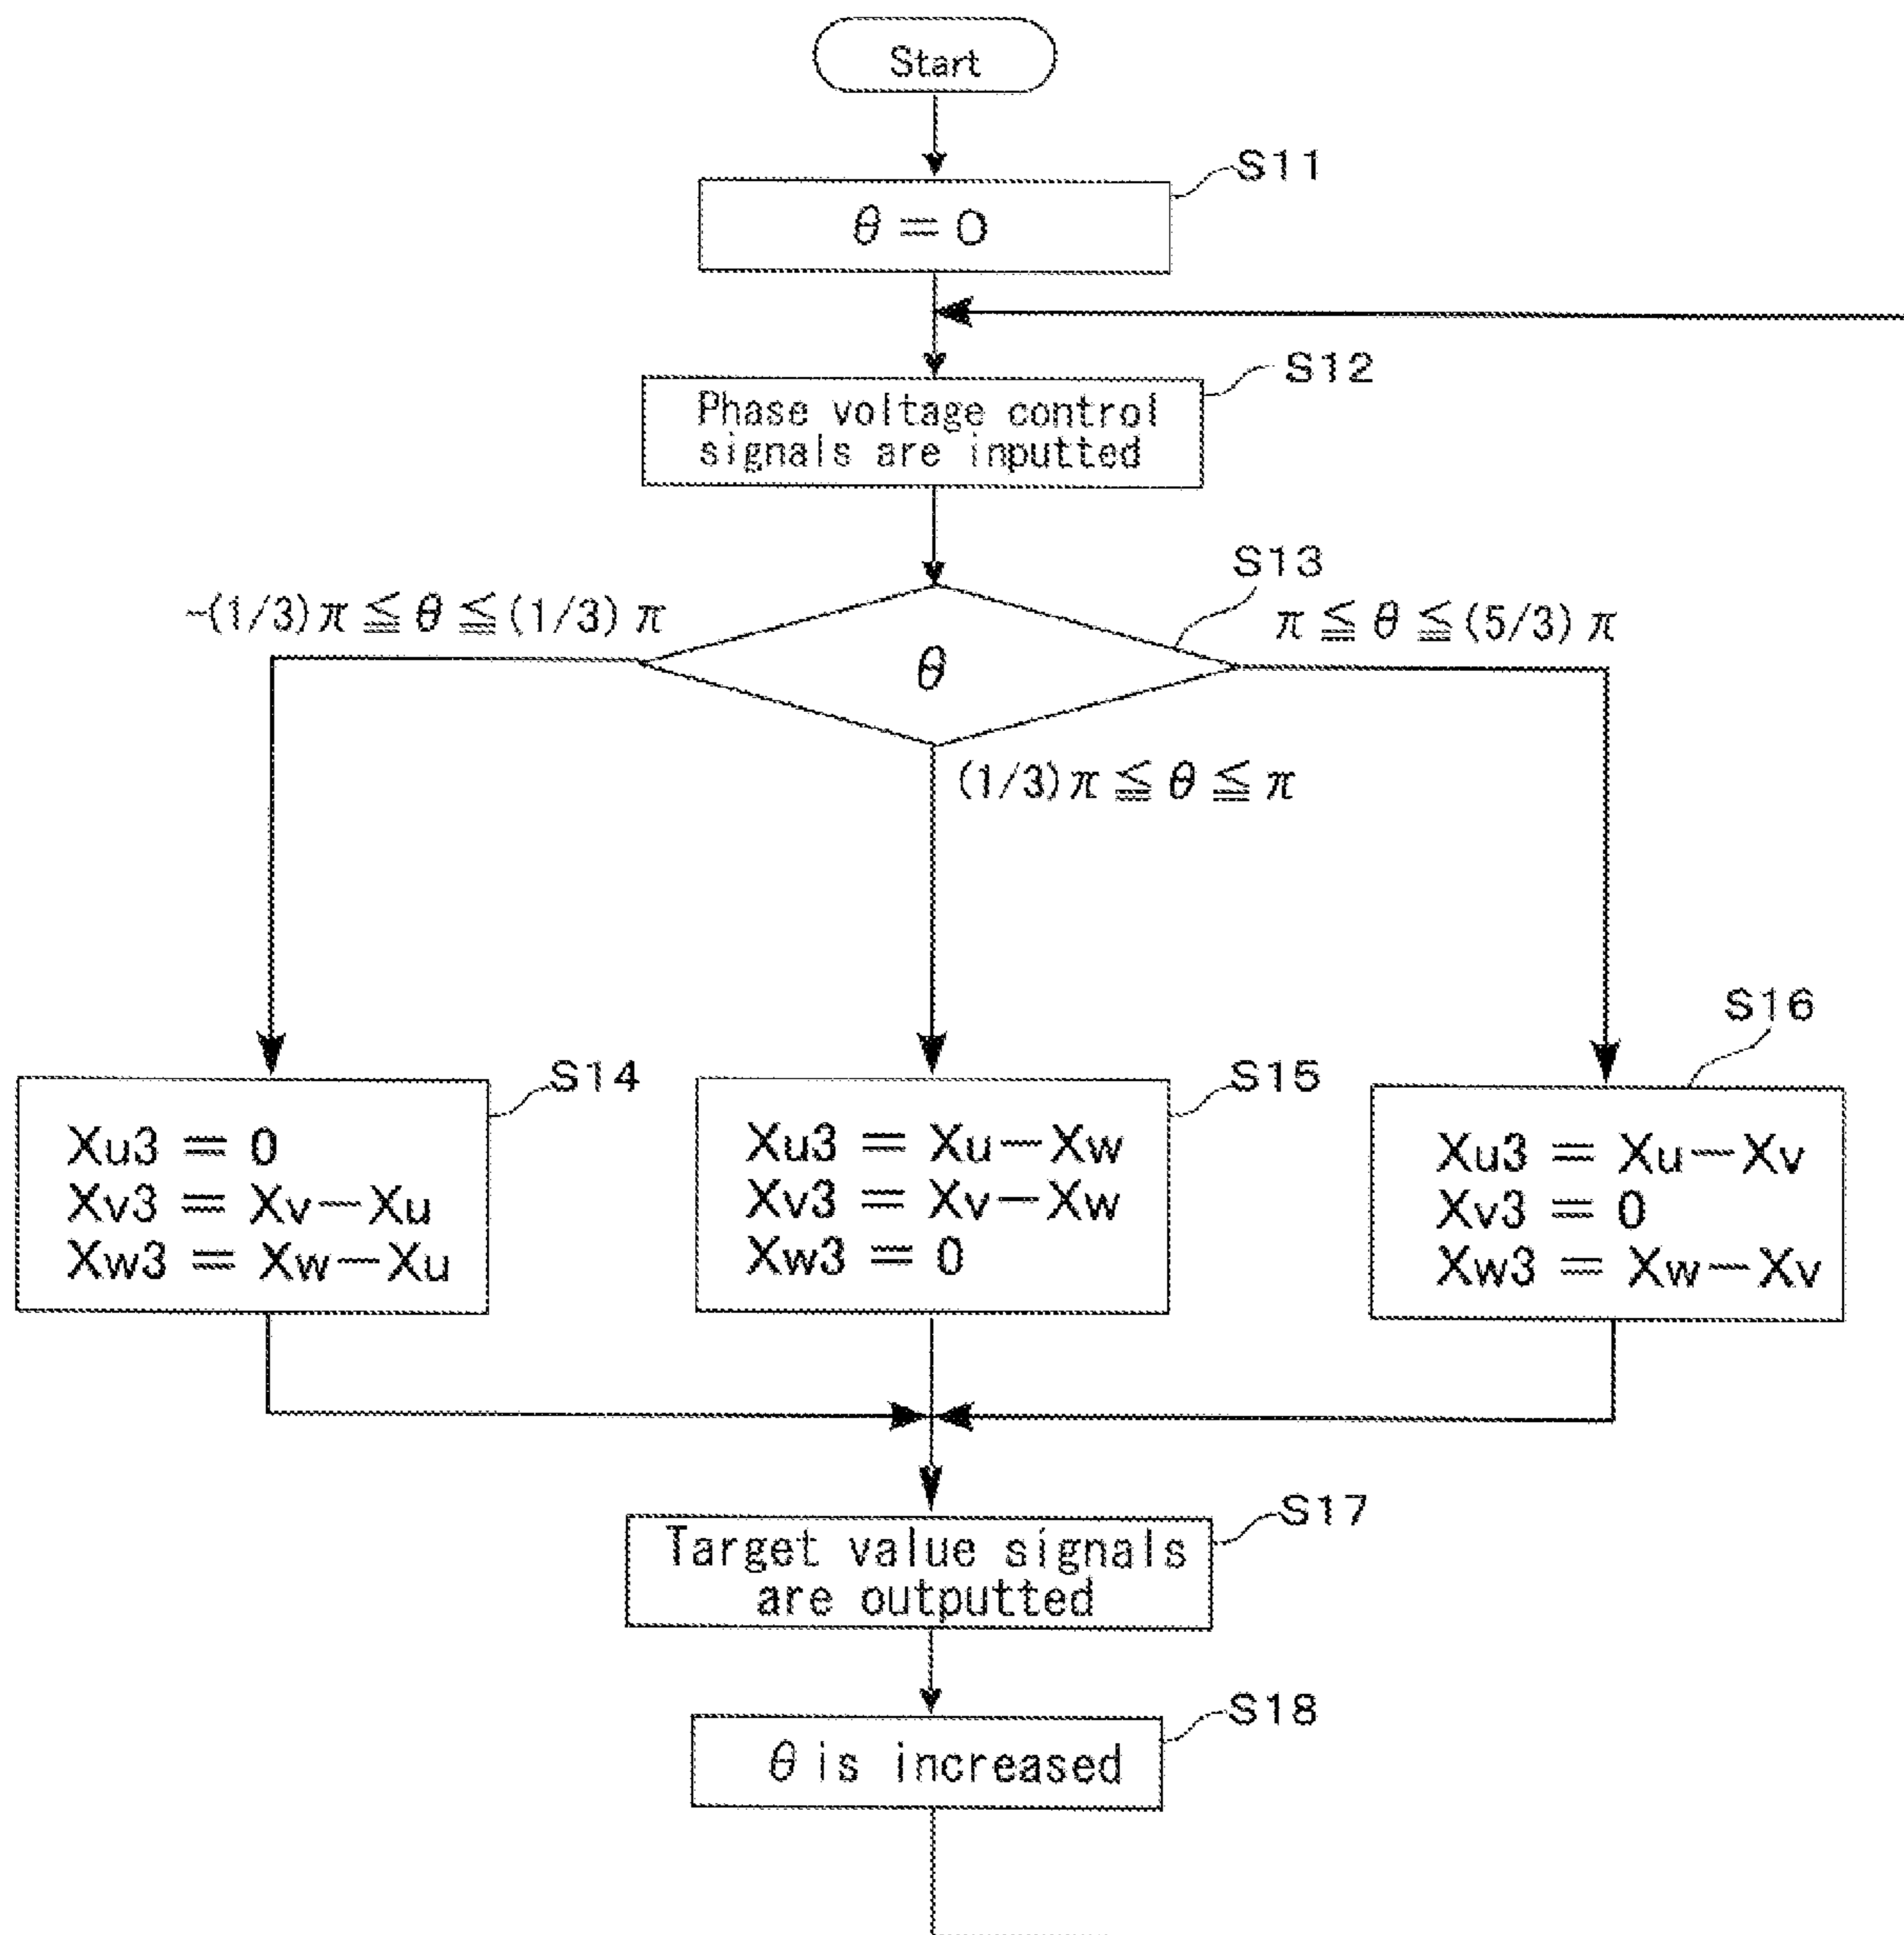 Start
S11
θ = 0
S12
Phase voltage control
signals are inputted
S13
-(1/3)π ≦ θ ≦ (1/3)π
θ
π ≦ θ ≦ (5/3)π
(1/3)π ≦ θ ≦ π
S14
Xu3 = 0
Xv3 = Xv-Xu
Xw3 = Xw-Xu
S15
Xu3 = Xu-Xw
Xv3 = Xv-Xw
Xw3 = 0
S16
Xu3 = Xu-Xv
Xv3 = 0
Xw3 = Xw-Xv
S17
Target value signals
are outputted
S18
θ is increased